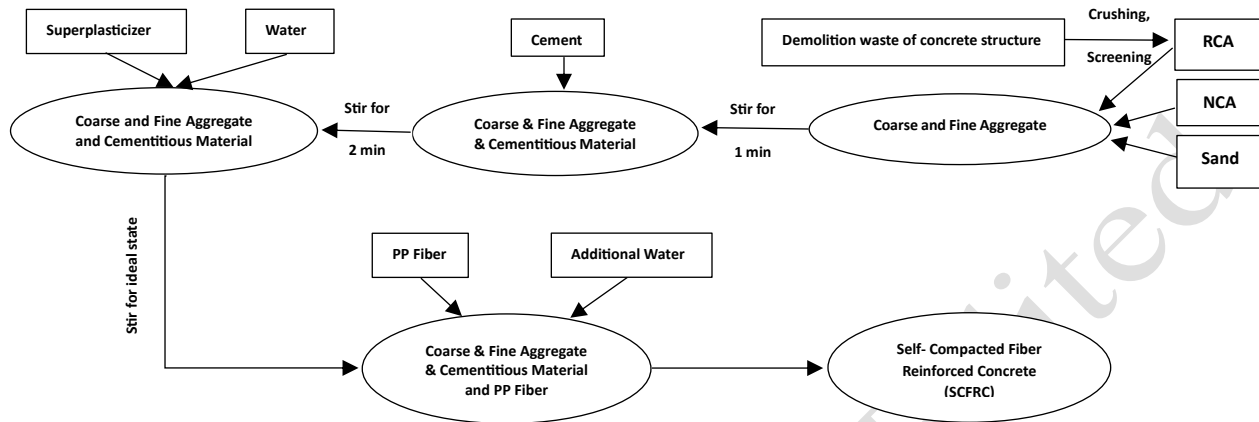 Superplasticizer
Water
Cement
Demolition waste of concrete structure
Crushing,
Screening
RCA
NCA
Sand
Coarse and Fine Aggregate
Stir for
1 min
Coarse & Fine Aggregate
& Cementitious Material
Stir for
2 min
Coarse and Fine Aggregate
and Cementitious Material
Stir for ideal state
PP Fiber
Additional Water
Coarse & Fine Aggregate
& Cementitious Material
and PP Fiber
Self- Compacted Fiber
Reinforced Concrete
(SCFRC)